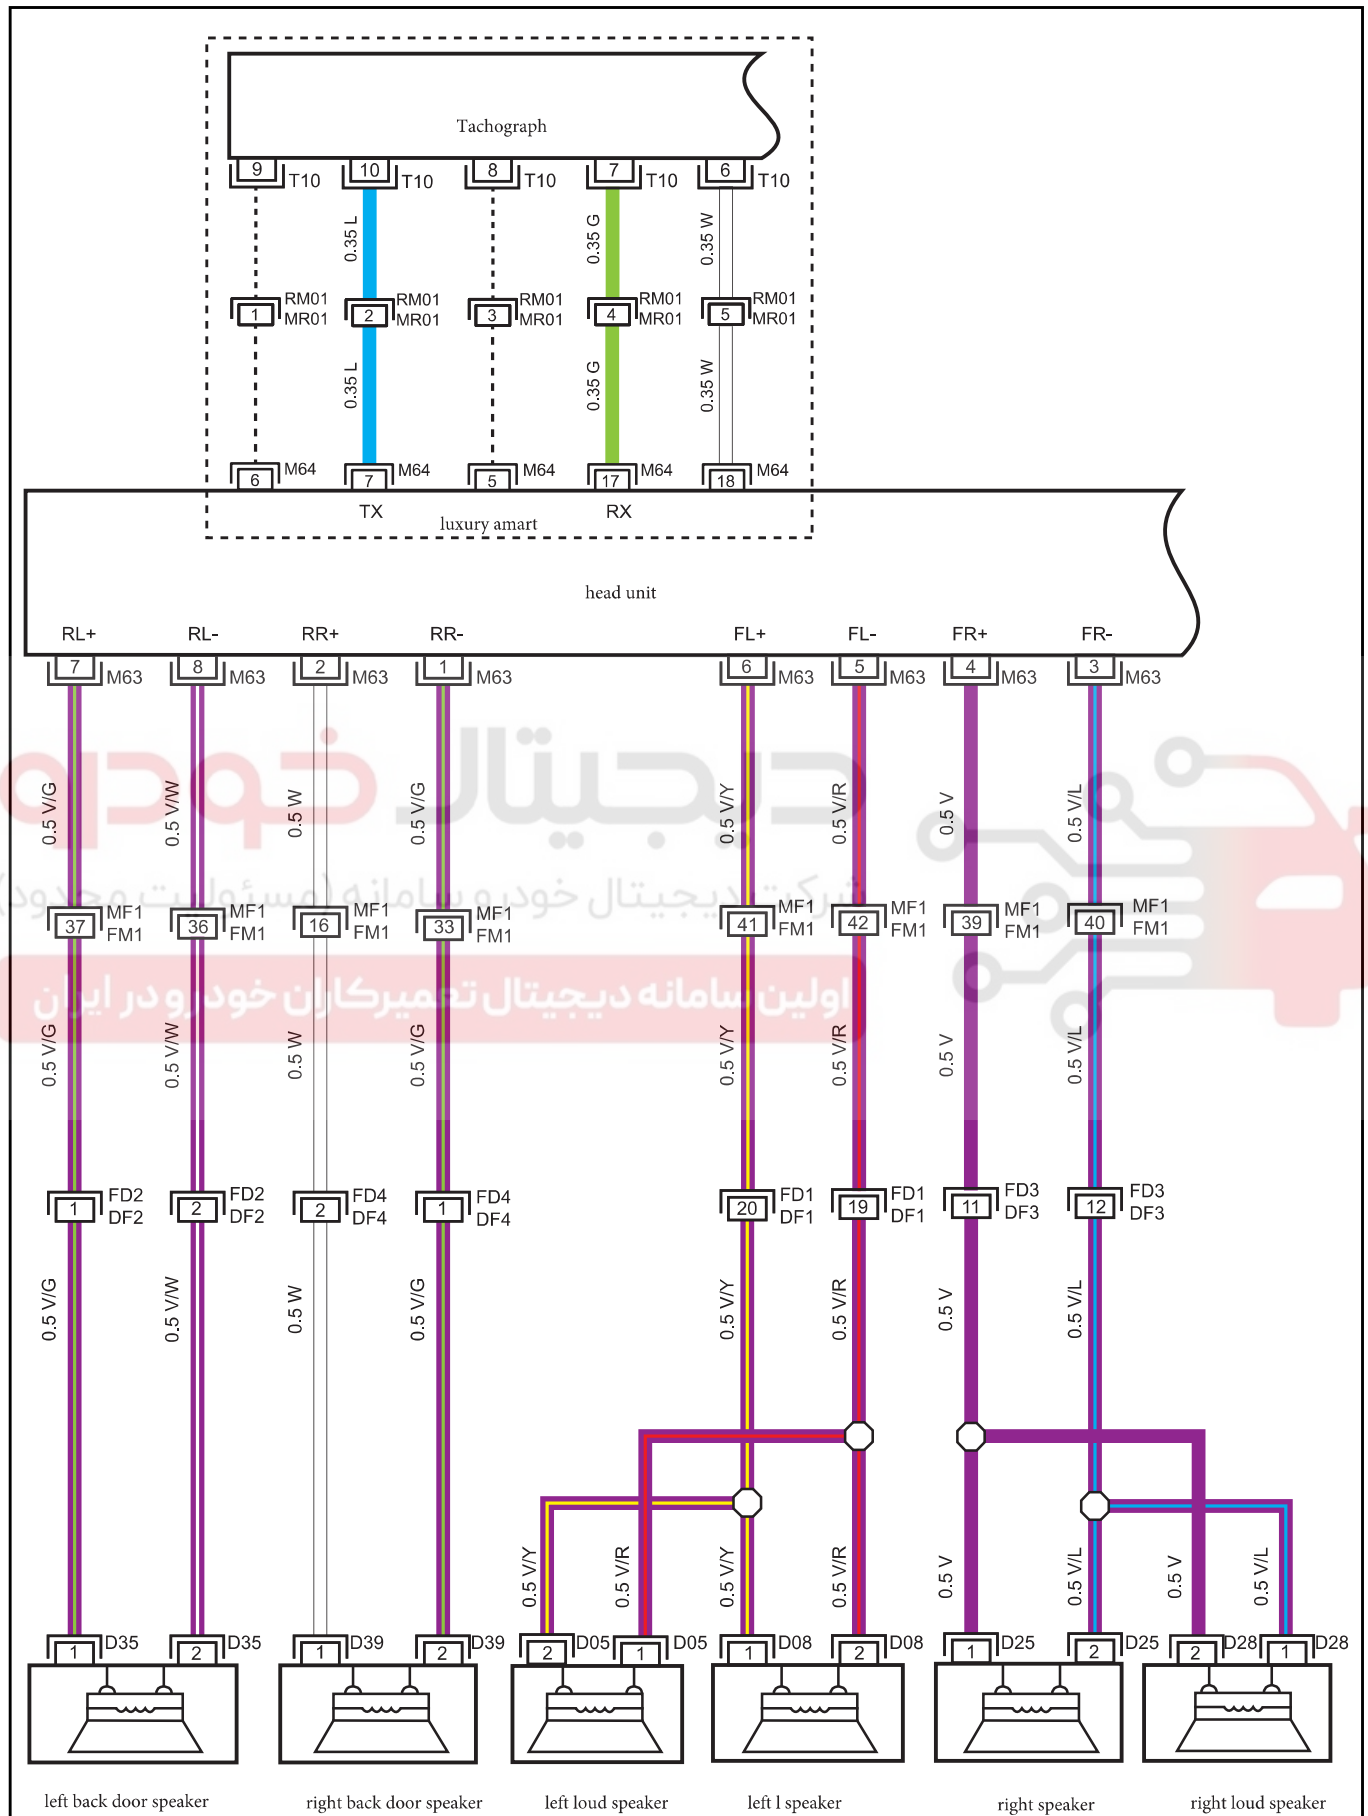 Tachograph
9 T10 10 T10 8 T10 7 T10 6 T10
0.35 L 0.35 G 0.35 W
RM01 RM01 RM01 RM01 RM01
1 MR01 2 MR01 3 MR01 4 MR01 5 MR01
0.35 L 0.35 G 0.35 W
6 M64 7 M64 5 M64 17 M64 18 M64
TX RX
luxury amart
head unit
RL+ RL- RR+ RR- FL+ FL- FR+ FR-
7 M63 8 M63 2 M63 1 M63 6 M63 5 M63 4 M63 3 M63
دیجیتال خودرو
0.5 V/G 0.5 V/W 0.5 W 0.5 V/G 0.5 V/Y 0.5 V/R 0.5 V 0.5 V/L
شرکت دیجیتال خودرو سامانه (مسئولیت محدود)
MF1 MF1 MF1 MF1 MF1 MF1 MF1 MF1
37 FM1 36 FM1 16 FM1 33 FM1 41 FM1 42 FM1 39 FM1 40 FM1
اولین سامانه دیجیتال تعمیرکاران خودرو در ایران
0.5 V/G 0.5 V/W 0.5 W 0.5 V/G 0.5 V/Y 0.5 V/R 0.5 V 0.5 V/L
FD2 FD2 FD4 FD4 FD1 FD1 FD3 FD3
1 DF2 2 DF2 2 DF4 1 DF4 20 DF1 19 DF1 11 DF3 12 DF3
0.5 V/G 0.5 V/W 0.5 W 0.5 V/G 0.5 V/Y 0.5 V/R 0.5 V 0.5 V/L
0.5 V/Y 0.5 V/R 0.5 V/Y 0.5 V/R 0.5 V 0.5 V/L 0.5 V 0.5 V/L
1 D35 2 D35 1 D39 2 D39 2 D05 1 D05 1 D08 2 D08 1 D25 2 D25 2 D28 1 D28
left back door speaker right back door speaker left loud speaker left l speaker right speaker right loud speaker